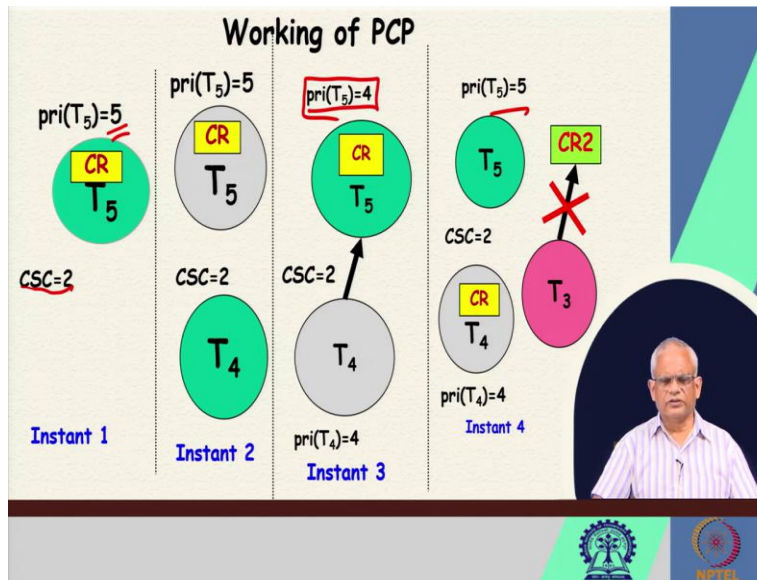 Working of PCP
pri(T₅)=5
CR
T₅
CSC=2
Instant 1
pri(T₅)=5
CR
T₅
CSC=2
T₄
Instant 2
pri(T₅)=4
CR
T₅
CSC=2
T₄
pri(T₄)=4
Instant 3
pri(T₅)=5
T₅
CR2
CSC=2
CR
T₄
T₃
pri(T₄)=4
Instant 4
NPTEL